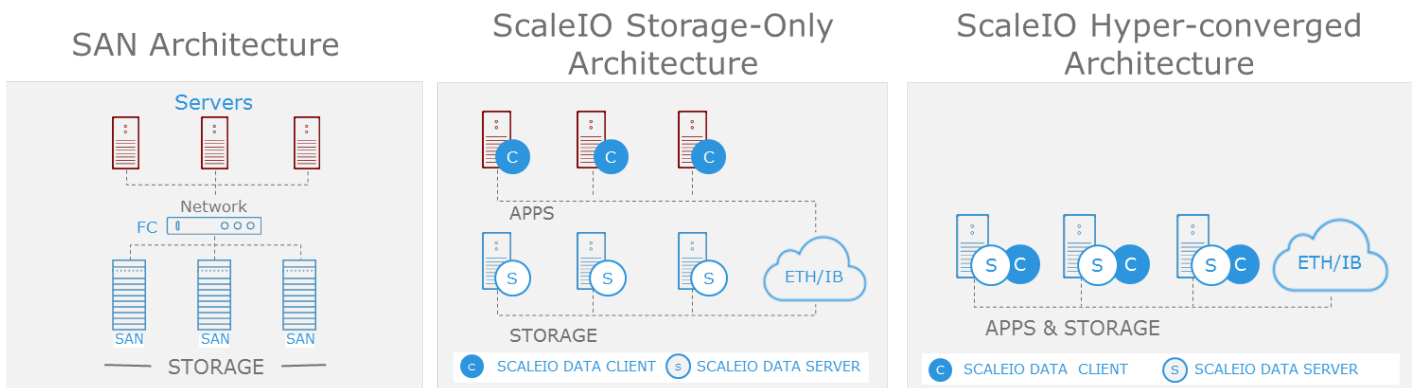 SAN Architecture
Servers
Network
FC
SAN
SAN
SAN
STORAGE
ScaleIO Storage-Only
Architecture
C
C
C
APPS
S
S
S
ETH/IB
STORAGE
C SCALEIO DATA CLIENT S SCALEIO DATA SERVER
ScaleIO Hyper-converged
Architecture
S C
S C
S C
ETH/IB
APPS & STORAGE
C SCALEIO DATA CLIENT S SCALEIO DATA SERVER